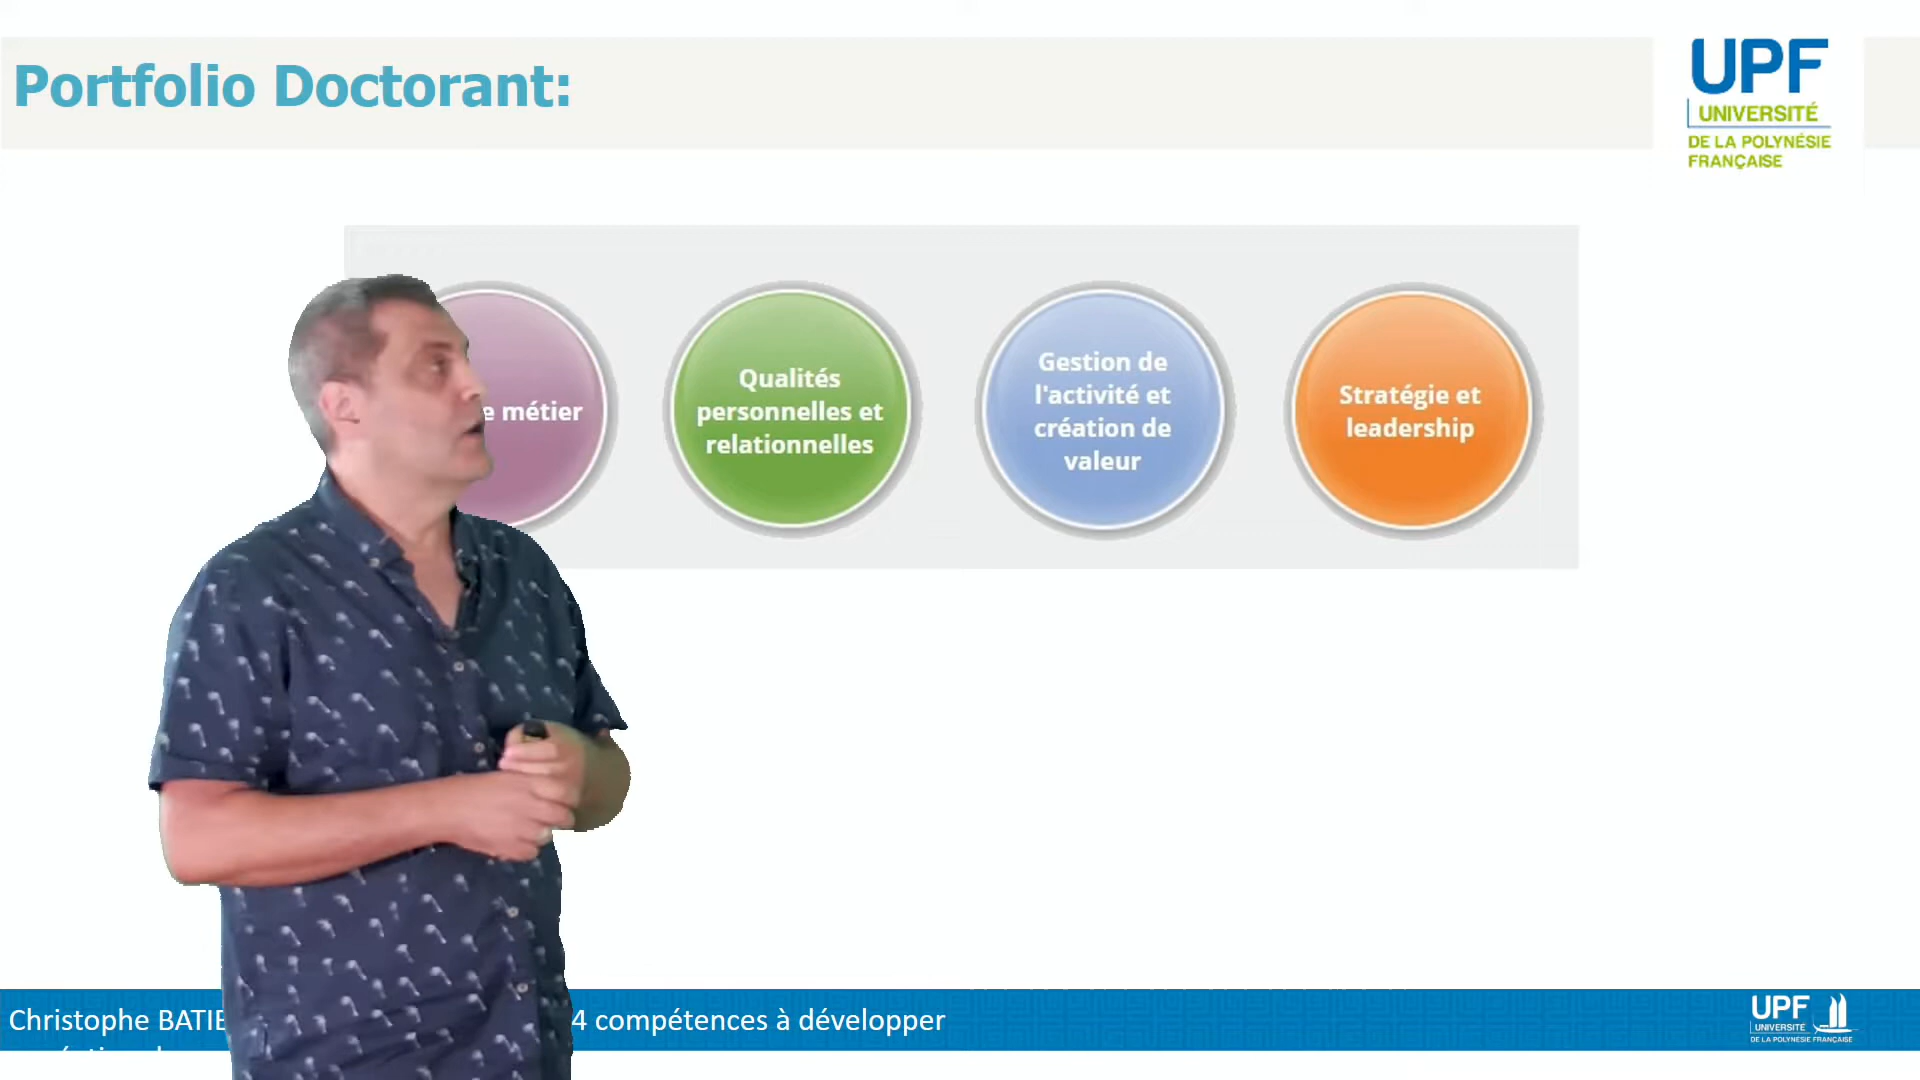 Portfolio Doctorant:
UPF
UNIVERSITÉ
DE LA POLYNÉSIE
FRANÇAISE
métier
Qualités
personnelles et
relationnelles
Gestion de
l'activité et
création de
valeur
Stratégie et
leadership
Christophe 4 compétences à développer
UPF
UNIVERSITÉ
DE LA POLYNÉSIE FRANÇAISE